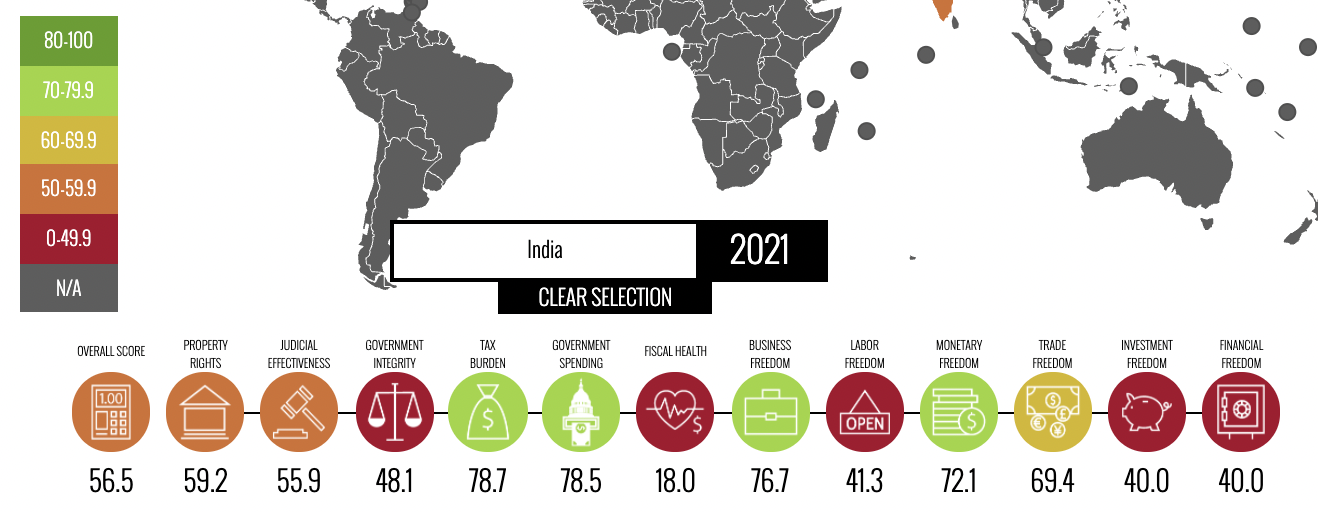 80-100
70-79.9
60-69.9
50-59.9
0-49.9
N/A
India
2021
CLEAR SELECTION
OVERALL SCORE
PROPERTY
RIGHTS
JUDICIAL
EFFECTIVENESS
GOVERNMENT
INTEGRITY
TAX
BURDEN
GOVERNMENT
SPENDING
FISCAL HEALTH
BUSINESS
FREEDOM
LABOR
FREEDOM
MONETARY
FREEDOM
TRADE
FREEDOM
INVESTMENT
FREEDOM
FINANCIAL
FREEDOM
1.00
$
$
$
OPEN
$
$
£
€
¥
56.5
59.2
55.9
48.1
78.7
78.5
18.0
76.7
41.3
72.1
69.4
40.0
40.0